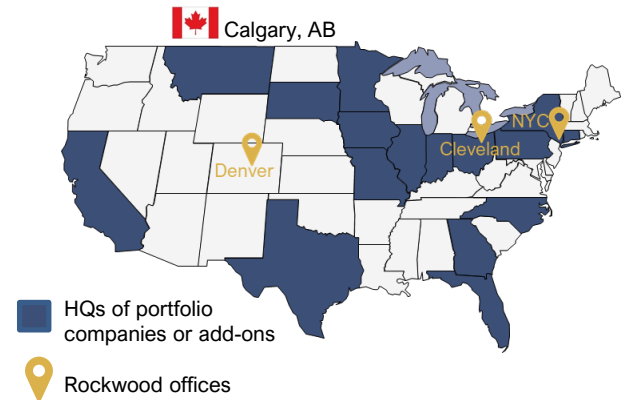 Calgary, AB
NYC
Cleveland
Denver
HQs of portfolio
companies or add-ons
Rockwood offices